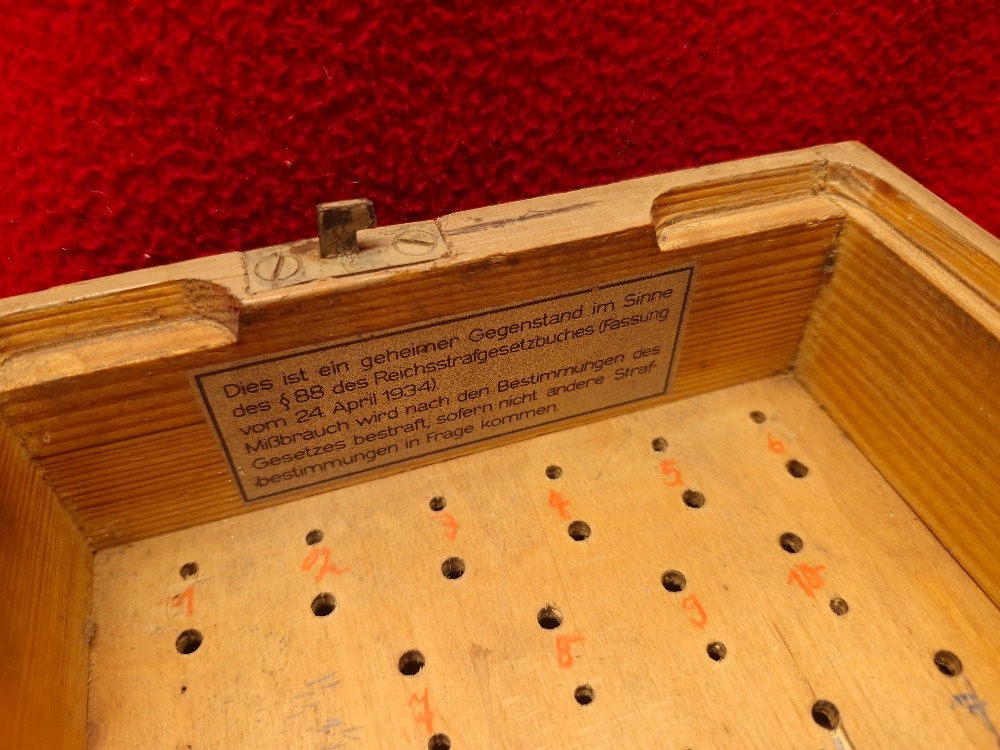 Dies ist ein geheimer Gegenstand im Sinne
des § 88 des Reichsstrafgesetzbuches (Fassung
vom 24. April 1934)
Mißbrauch wird nach den Bestimmungen des
Gesetzes bestraft, sofern nicht andere Straf-
bestimmungen in Frage kommen.
1 2 3 4 5 6
7 8 9 10